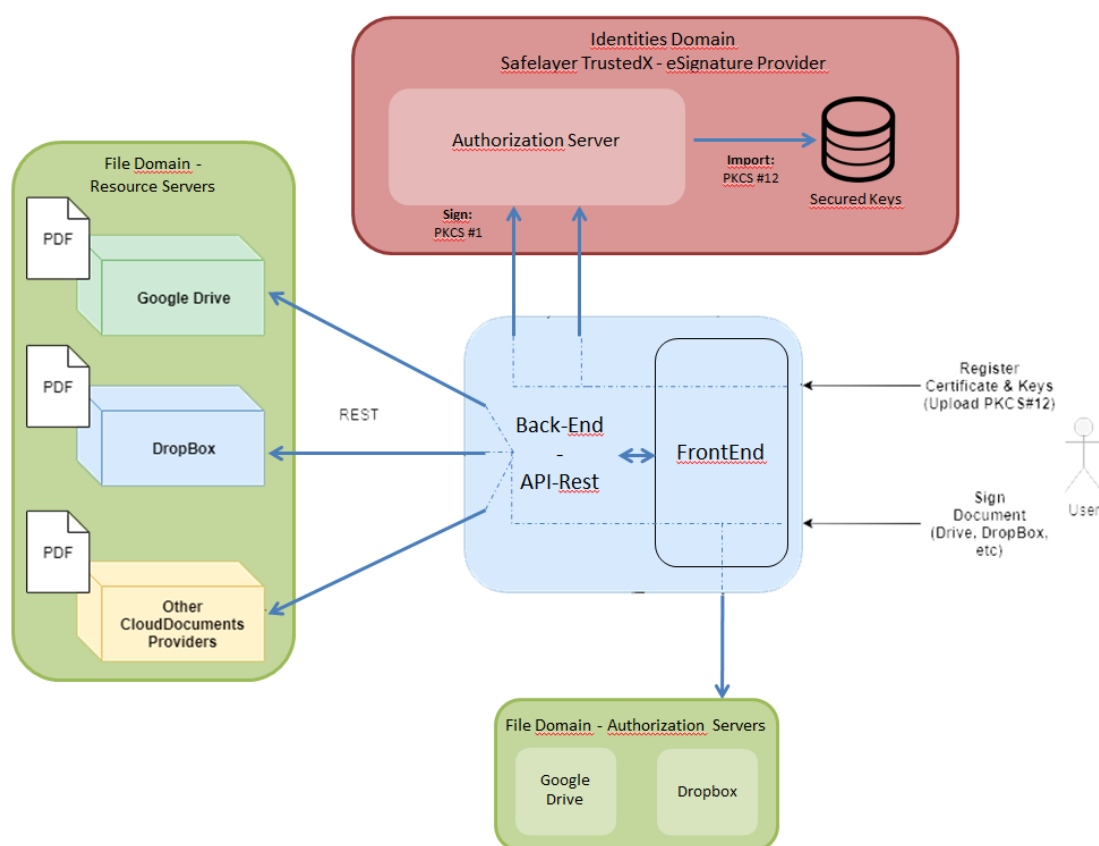 Identities Domain
Safelayer TrustedX - eSignature Provider
Authorization Server
Import:
PKCS #12
Secured Keys
Sign:
PKCS #1
File Domain -
Resource Servers
PDF
Google Drive
PDF
DropBox
PDF
Other
CloudDocuments
Providers
REST
Back-End
-
API-Rest
FrontEnd
Register
Certificate & Keys
(Upload PKCS#12)
User
Sign
Document
(Drive, DropBox,
etc)
File Domain - Authorization Servers
Google
Drive
Dropbox